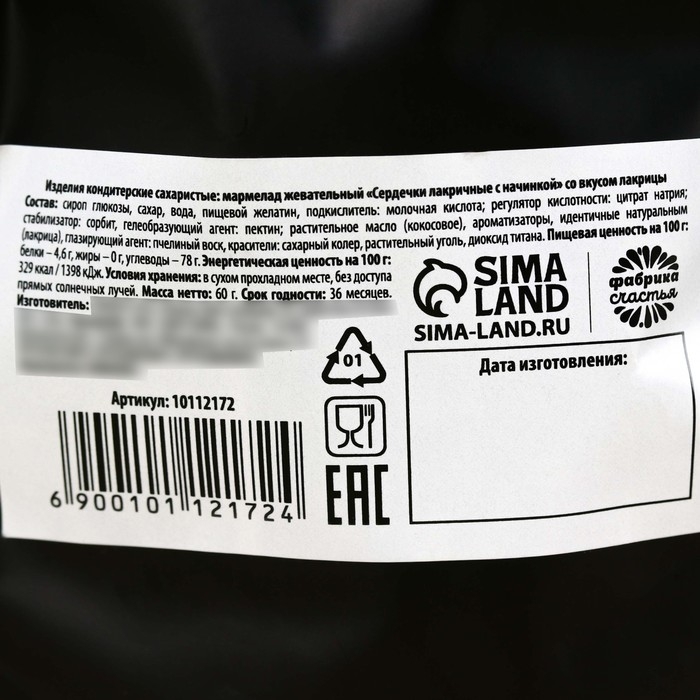 Изделия кондитерские сахаристые: мармелад жевательный «Сердечки лакричные с начинкой» со вкусом лакрицы
Состав: сироп глюкозы, сахар, вода, пищевой желатин, подкислитель: молочная кислота; регулятор кислотности: цитрат натрия;
стабилизатор: сорбит, гелеобразующий агент: пектин; растительное масло (кокосовое), ароматизаторы, идентичные натуральным
(лакрица), глазирующий агент: пчелиный воск, красители: сахарный колер, растительный уголь, диоксид титана. Пищевая ценность на 100 г:
белки – 4,6 г, жиры – 0 г, углеводы – 78 г. Энергетическая ценность на 100 г:
329 ккал / 1398 кДж. Условия хранения: в сухом прохладном месте, без доступа
прямых солнечных лучей. Масса нетто: 60 г. Срок годности: 36 месяцев.
Изготовитель:
SIMA
LAND
SIMA-LAND.RU
фабрика
счастья
01
Дата изготовления:
Артикул: 10112172
6 900101 121724
EAC